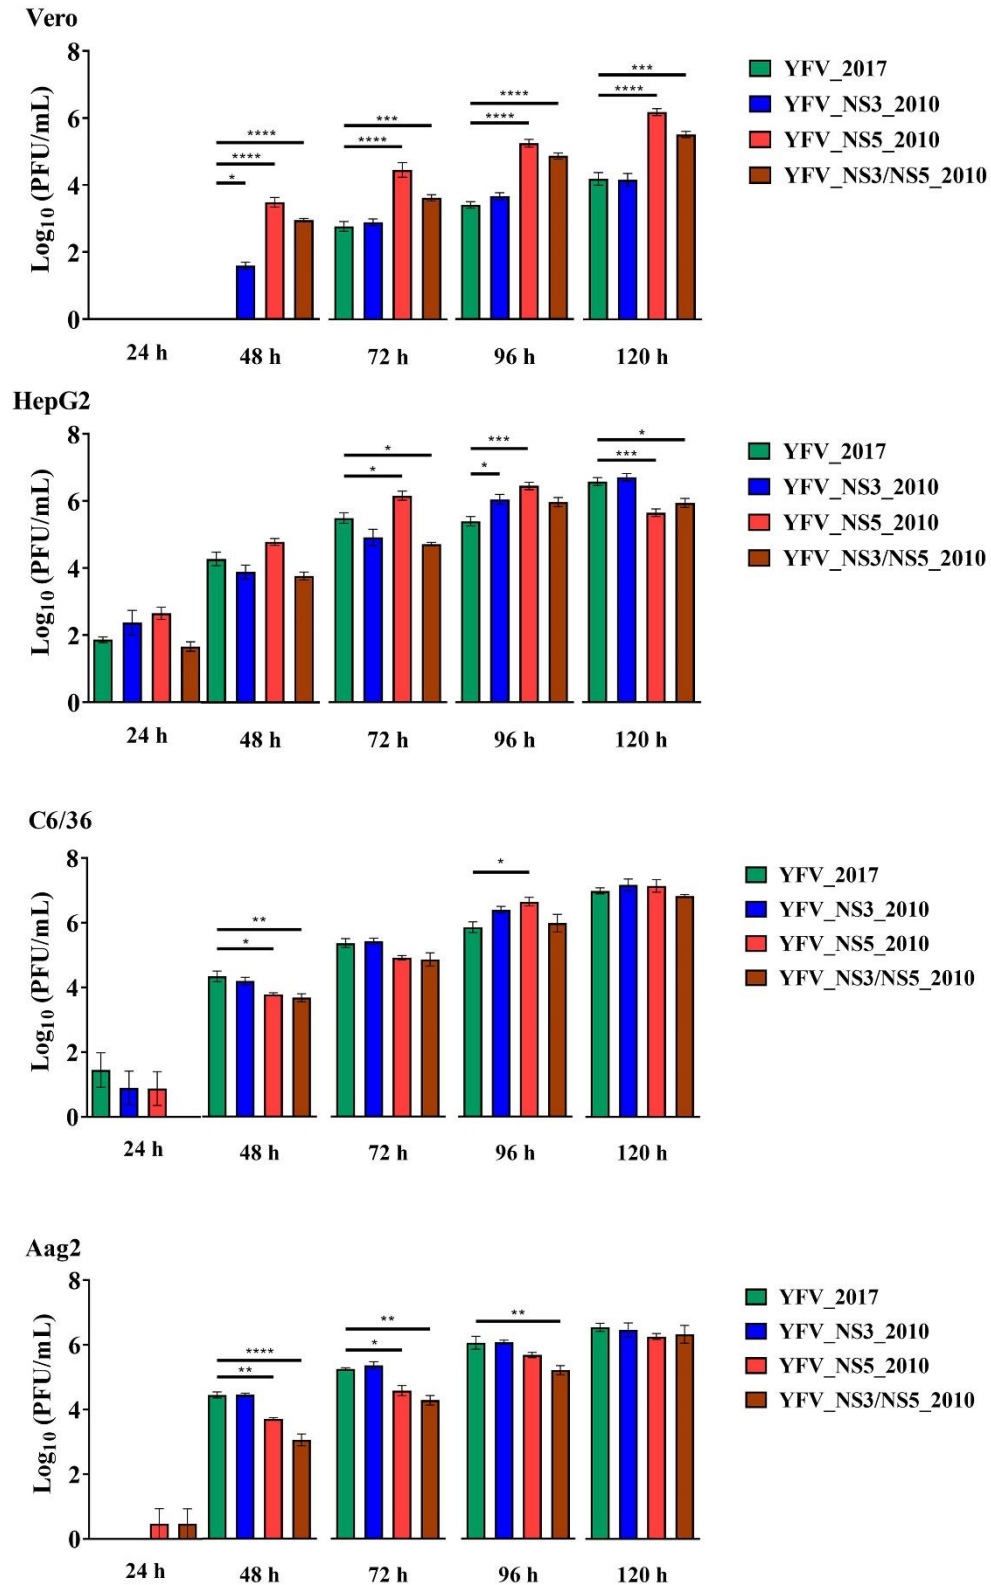 Vero
8
6
4
2
0
Log10 (PFU/mL)
* **** ****
**** ***
**** ****
**** ***
24 h 48 h 72 h 96 h 120 h
YFV_2017
YFV_NS3_2010
YFV_NS5_2010
YFV_NS3/NS5_2010
HepG2
8
6
4
2
0
Log10 (PFU/mL)
* *
* ***
*** *
24 h 48 h 72 h 96 h 120 h
YFV_2017
YFV_NS3_2010
YFV_NS5_2010
YFV_NS3/NS5_2010
C6/36
8
6
4
2
0
Log10 (PFU/mL)
* **
*
24 h 48 h 72 h 96 h 120 h
YFV_2017
YFV_NS3_2010
YFV_NS5_2010
YFV_NS3/NS5_2010
Aag2
8
6
4
2
0
Log10 (PFU/mL)
** ****
* **
**
24 h 48 h 72 h 96 h 120 h
YFV_2017
YFV_NS3_2010
YFV_NS5_2010
YFV_NS3/NS5_2010